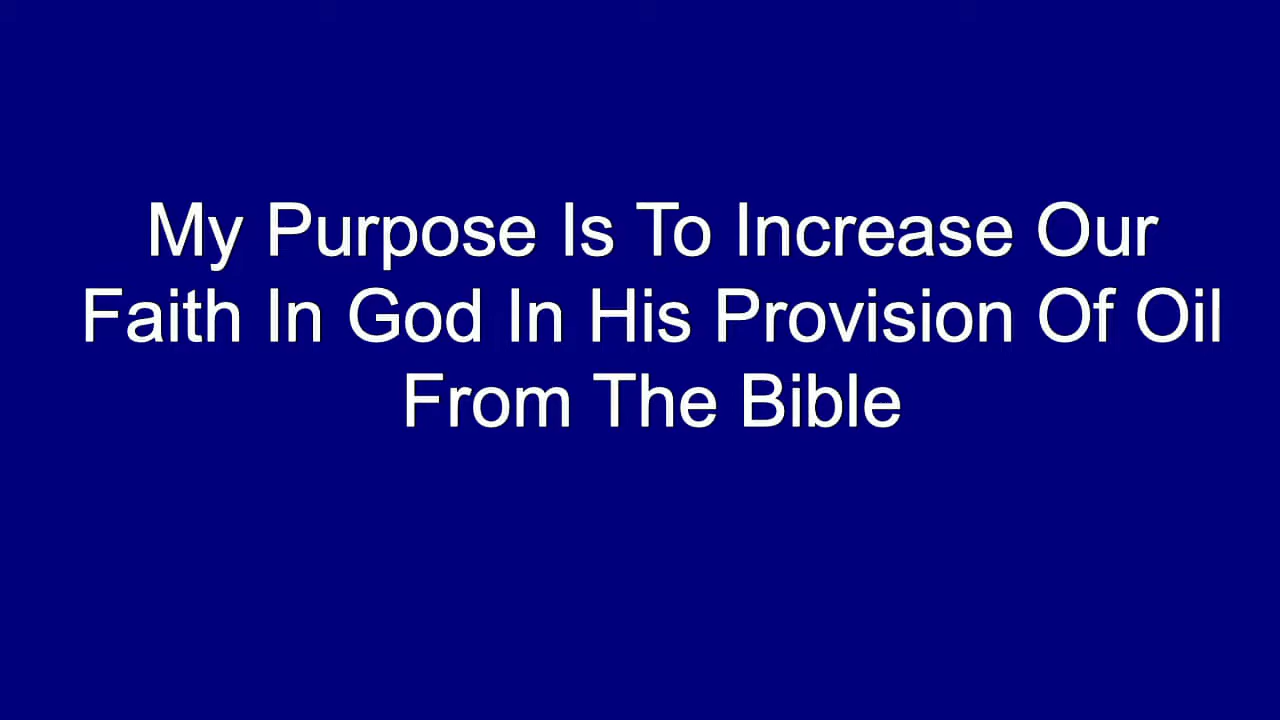 My Purpose Is To Increase Our
Faith In God In His Provision Of Oil
From The Bible